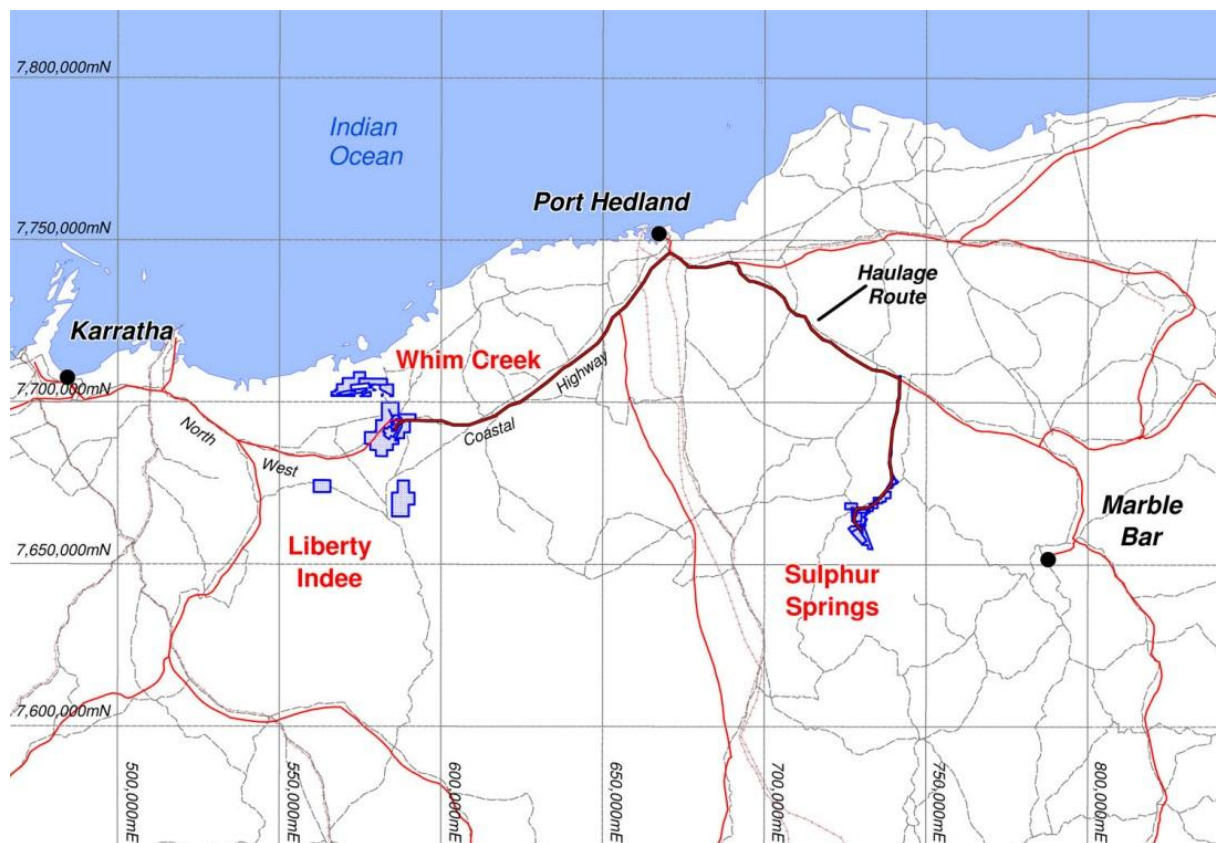 7,800,000mN
Indian
Ocean
Port Hedland
7,750,000mN
Haulage
Route
Karratha
Whim Creek
7,700,000mN
Highway
Coastal
North
West
Marble
Bar
7,650,000mN
Liberty
Indee
Sulphur
Springs
7,600,000mN
500,000mE
550,000mE
600,000mE
650,000mE
700,000mE
750,000mE
800,000mE